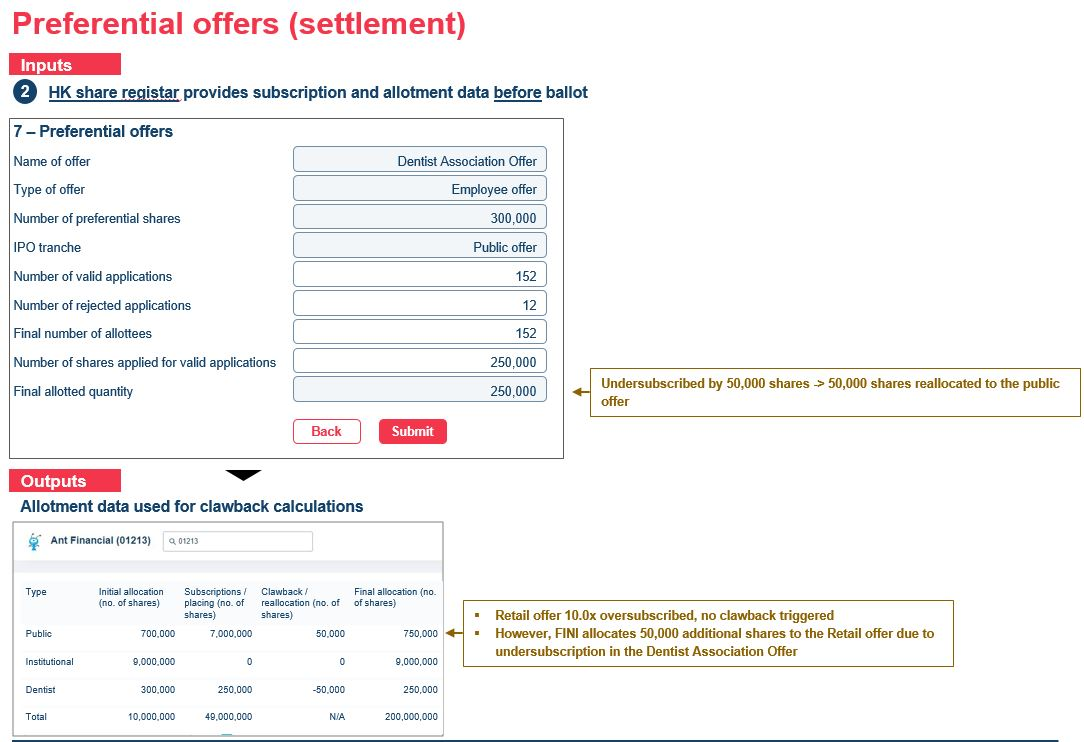 Preferential offers (settlement)
Inputs
2 HK share registar provides subscription and allotment data before ballot
7 – Preferential offers
Name of offer Dentist Association Offer
Type of offer Employee offer
Number of preferential shares 300,000
IPO tranche Public offer
Number of valid applications 152
Number of rejected applications 12
Final number of allottees 152
Number of shares applied for valid applications 250,000
Final allotted quantity 250,000
Undersubscribed by 50,000 shares -> 50,000 shares reallocated to the public
offer
Back Submit
Outputs
Allotment data used for clawback calculations
Ant Financial (01213) 01213
Type Initial allocation Subscriptions / Clawback / Final allocation (no.
(no. of shares) placing (no. of reallocation (no. of of shares)
shares) shares)
Public 700,000 7,000,000 50,000 750,000
Institutional 9,000,000 0 0 9,000,000
Dentist 300,000 250,000 -50,000 250,000
Total 10,000,000 49,000,000 N/A 200,000,000
▪ Retail offer 10.0x oversubscribed, no clawback triggered
▪ However, FINI allocates 50,000 additional shares to the Retail offer due to
undersubscription in the Dentist Association Offer